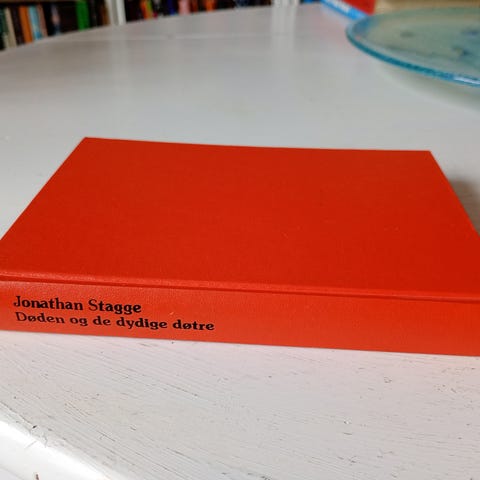 Jonathan Stagge
Døden og de dydige døtre